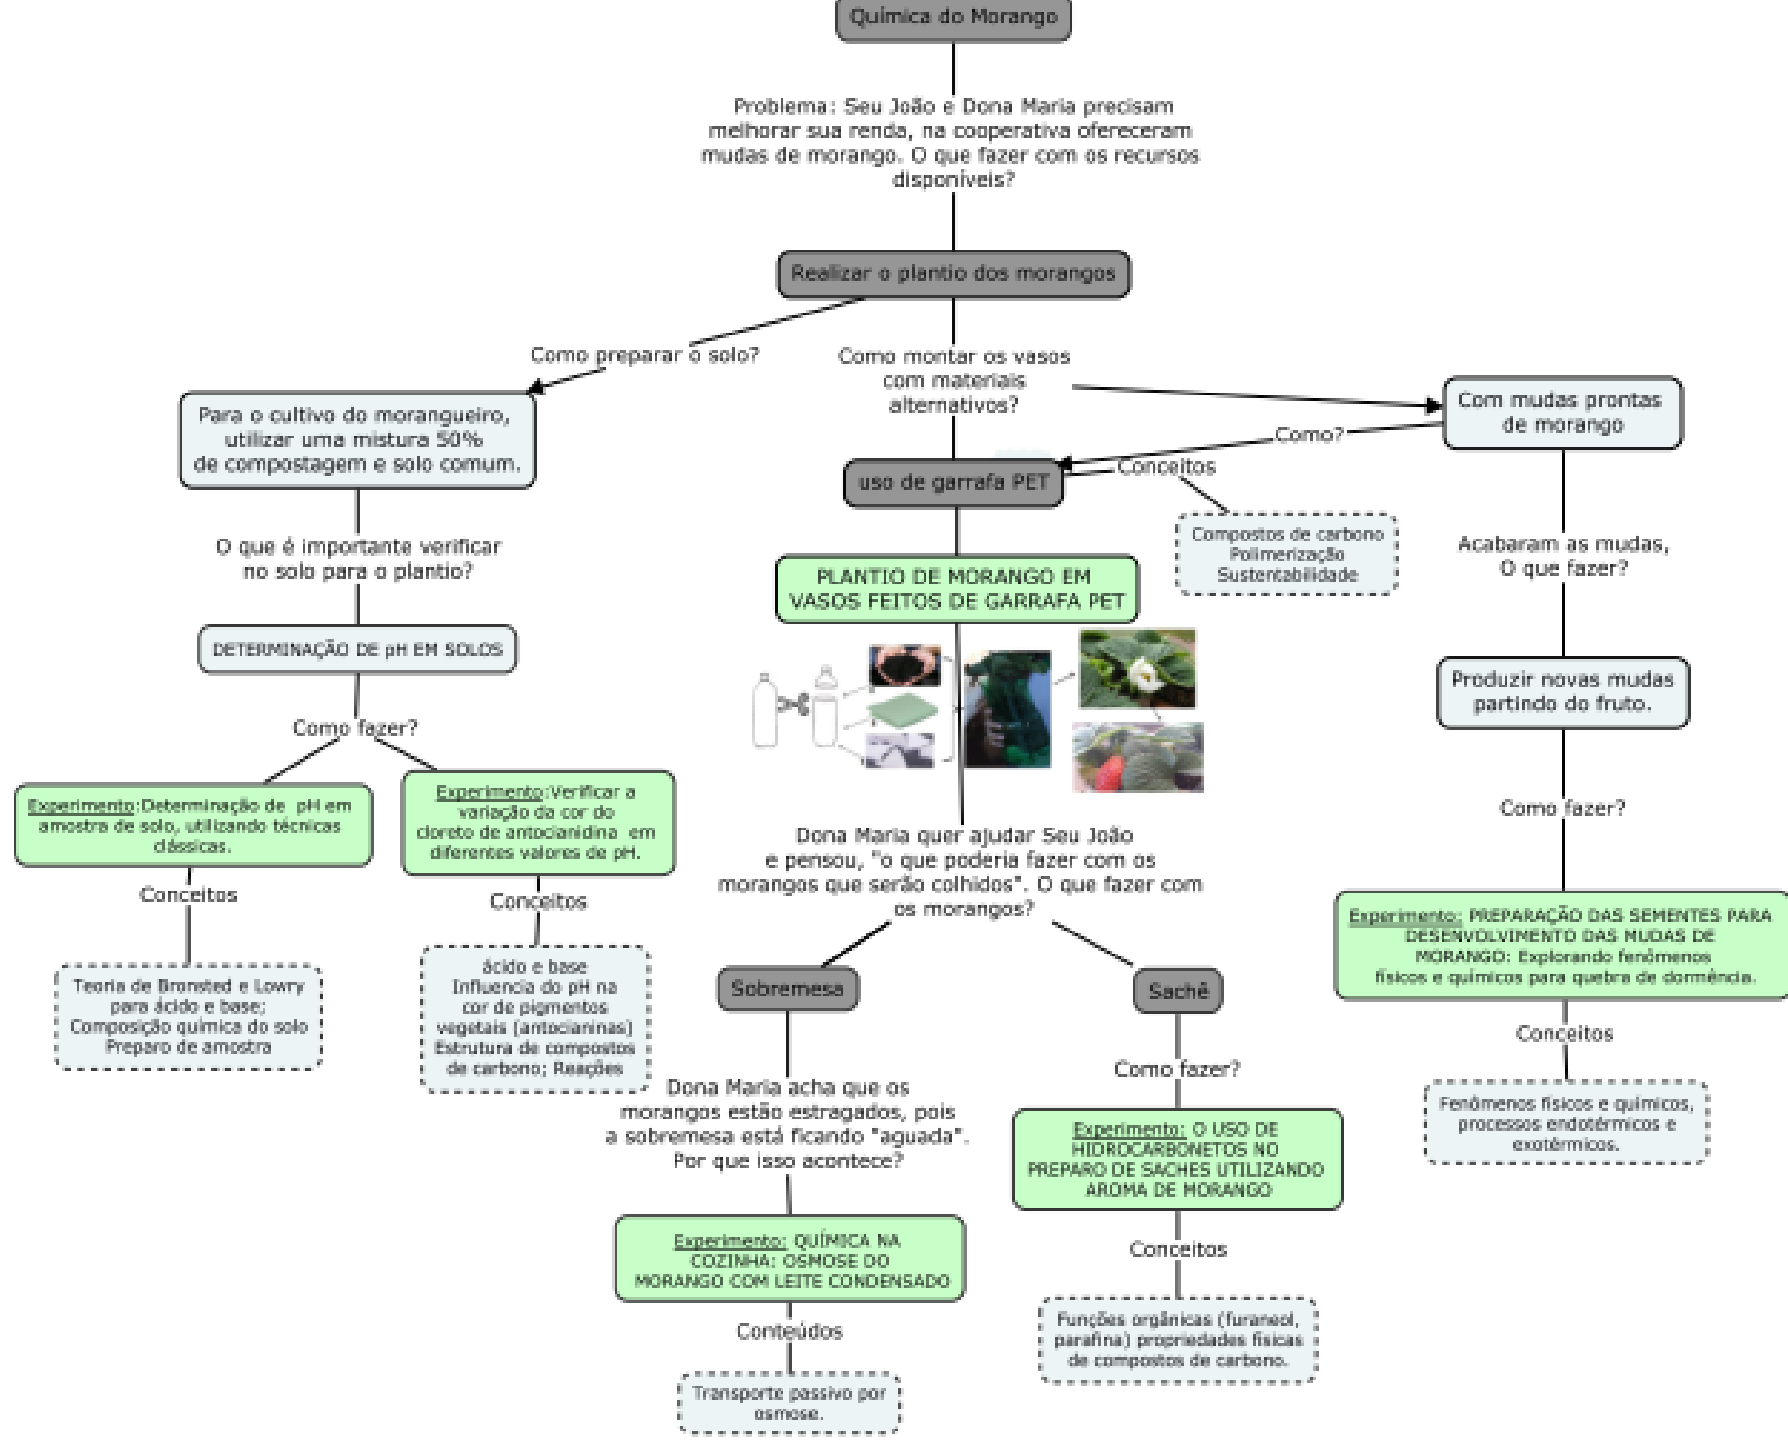 Química do Morango
Problema: Seu João e Dona Maria precisam
melhorar sua renda, na cooperativa ofereceram
mudas de morango. O que fazer com os recursos
disponíveis?
Realizar o plantio dos morangos
Como preparar o solo?
Para o cultivo do morangueiro,
utilizar uma mistura 50%
de compostagem e solo comum.
O que é importante verificar
no solo para o plantio?
DETERMINAÇÃO DE pH EM SOLOS
Como fazer?
Experimento:Determinação de pH em
amostra de solo, utilizando técnicas
clássicas.
Conceitos
Teoria de Bronsted e Lowry
para ácido e base;
Composição química do solo
Preparo de amostra
Experimento:Verificar a
variação da cor do
cloreto de antocianidina em
diferentes valores de pH.
Conceitos
ácido e base
Influencia do pH na
cor de pigmentos
vegetais (antocianinas)
Estrutura de compostos
de carbono; Reações
Como montar os vasos
com materiais
alternativos?
uso de garrafa PET
Conceitos
Compostos de carbono
Polimerização
Sustentabilidade
PLANTIO DE MORANGO EM
VASOS FEITOS DE GARRAFA PET
Dona Maria quer ajudar Seu João
e pensou, "o que poderia fazer com os
morangos que serão colhidos". O que fazer com
os morangos?
Sobremesa
Dona Maria acha que os
morangos estão estragados, pois
a sobremesa está ficando "aguada".
Por que isso acontece?
Experimento: QUÍMICA NA
COZINHA: OSMOSE DO
MORANGO COM LEITE CONDENSADO
Conteúdos
Transporte passivo por
osmose.
Sachê
Como fazer?
Experimento: O USO DE
HIDROCARBONETOS NO
PREPARO DE SACHES UTILIZANDO
AROMA DE MORANGO
Conceitos
Funções orgânicas (furaneol,
parafina) propriedades físicas
de compostos de carbono.
Com mudas prontas
de morango
Como?
Acabaram as mudas,
O que fazer?
Produzir novas mudas
partindo do fruto.
Como fazer?
Experimento: PREPARAÇÃO DAS SEMENTES PARA
DESENVOLVIMENTO DAS MUDAS DE
MORANGO: Explorando fenômenos
físicos e químicos para quebra de dormência.
Conceitos
Fenômenos físicos e químicos,
processos endotérmicos e
exotérmicos.